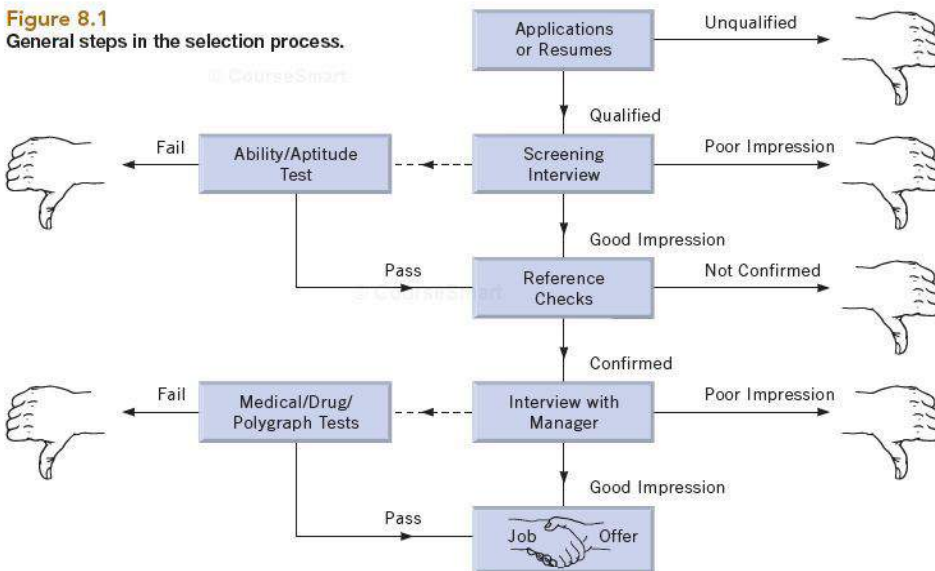 Figure 8.1
General steps in the selection process.
© CourseSmart
Applications
or Resumes
Unqualified
Qualified
Fail
Ability/Aptitude
Test
Screening
Interview
Poor Impression
Good Impression
Pass
Reference
Checks
Not Confirmed
© CourseSmart
Confirmed
Fail
Medical/Drug/
Polygraph Tests
Interview with
Manager
Poor Impression
Good Impression
Pass
Job Offer